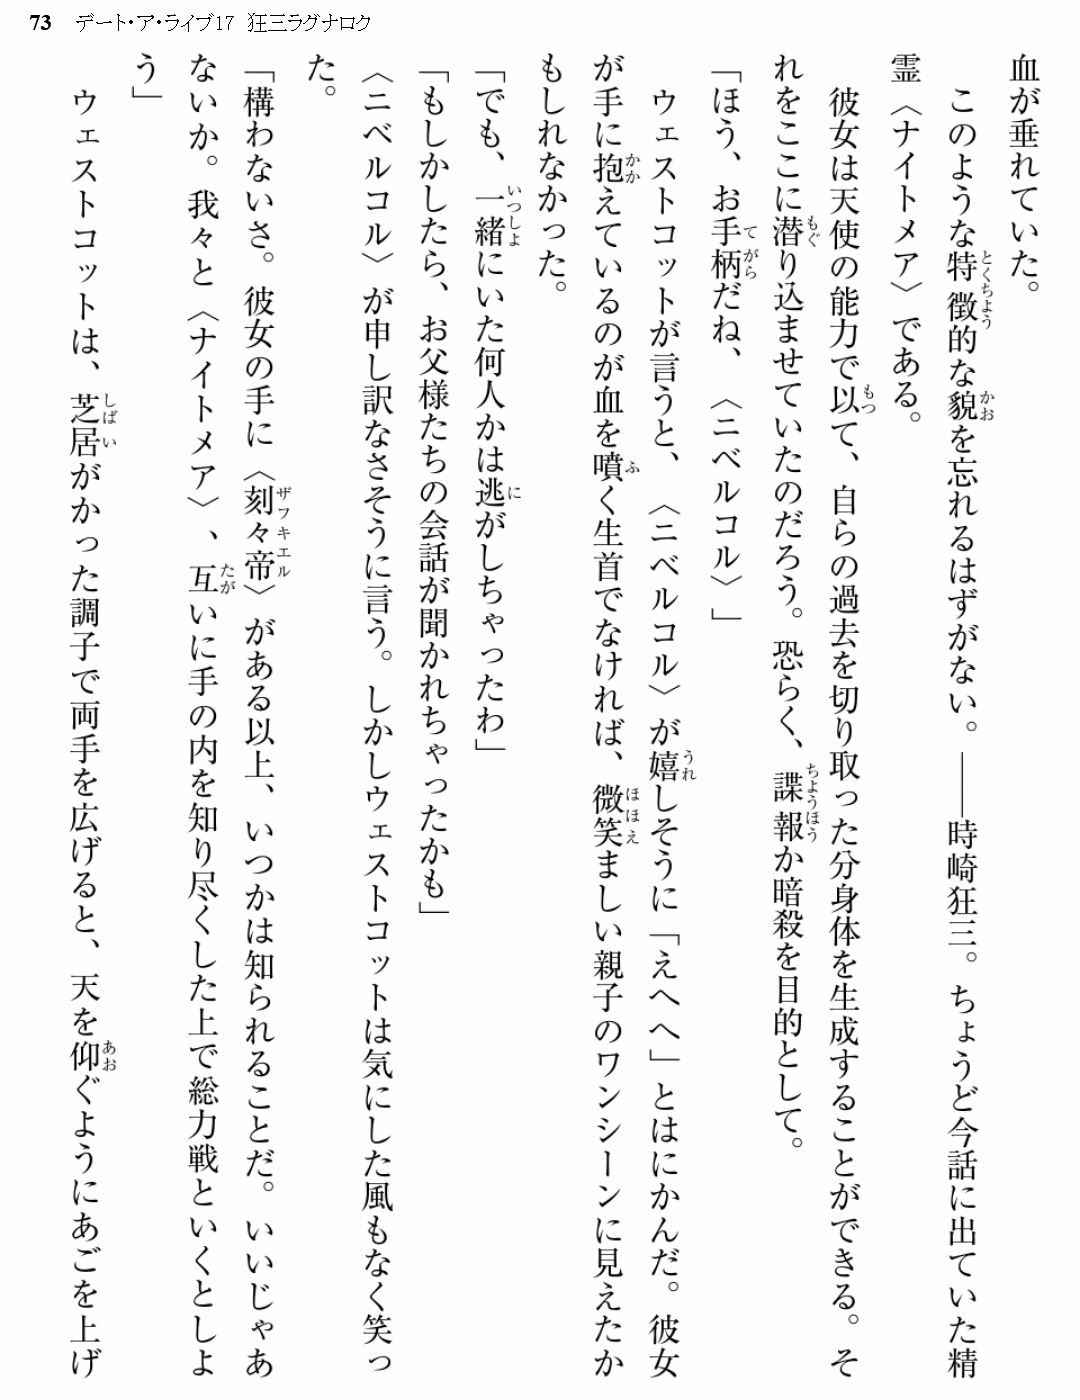 73 デート・ア・ライブ17 狂三ラグナロク
血が垂れていた。
このような特徴的な貌を忘れるはずがない。――時崎狂三。ちょうど今話に出ていた精
霊〈ナイトメア〉である。
彼女は天使の能力で以て、自らの過去を切り取った分身体を生成することができる。そ
れをここに潜り込ませていたのだろう。恐らく、諜報か暗殺を目的として。
「ほう、お手柄だね、〈ニベルコル〉」
ウェストコットが言うと、〈ニベルコル〉が嬉しそうに「えへへ」とはにかんだ。彼女
が手に抱えているのが血を噴く生首でなければ、微笑ましい親子のワンシーンに見えたか
もしれなかった。
「でも、一緒にいた何人かは逃がしちゃったわ」
「もしかしたら、お父様たちの会話が聞かれちゃったかも」
〈ニベルコル〉が申し訳なさそうに言う。しかしウェストコットは気にした風もなく笑っ
た。
「構わないさ。彼女の手に〈刻々帝〉がある以上、いつかは知られることだ。いいじゃあ
ないか。我々と〈ナイトメア〉、互いに手の内を知り尽くした上で総力戦といくとしよ
う」
ウェストコットは、芝居がかった調子で両手を広げると、天を仰ぐようにあごを上げ